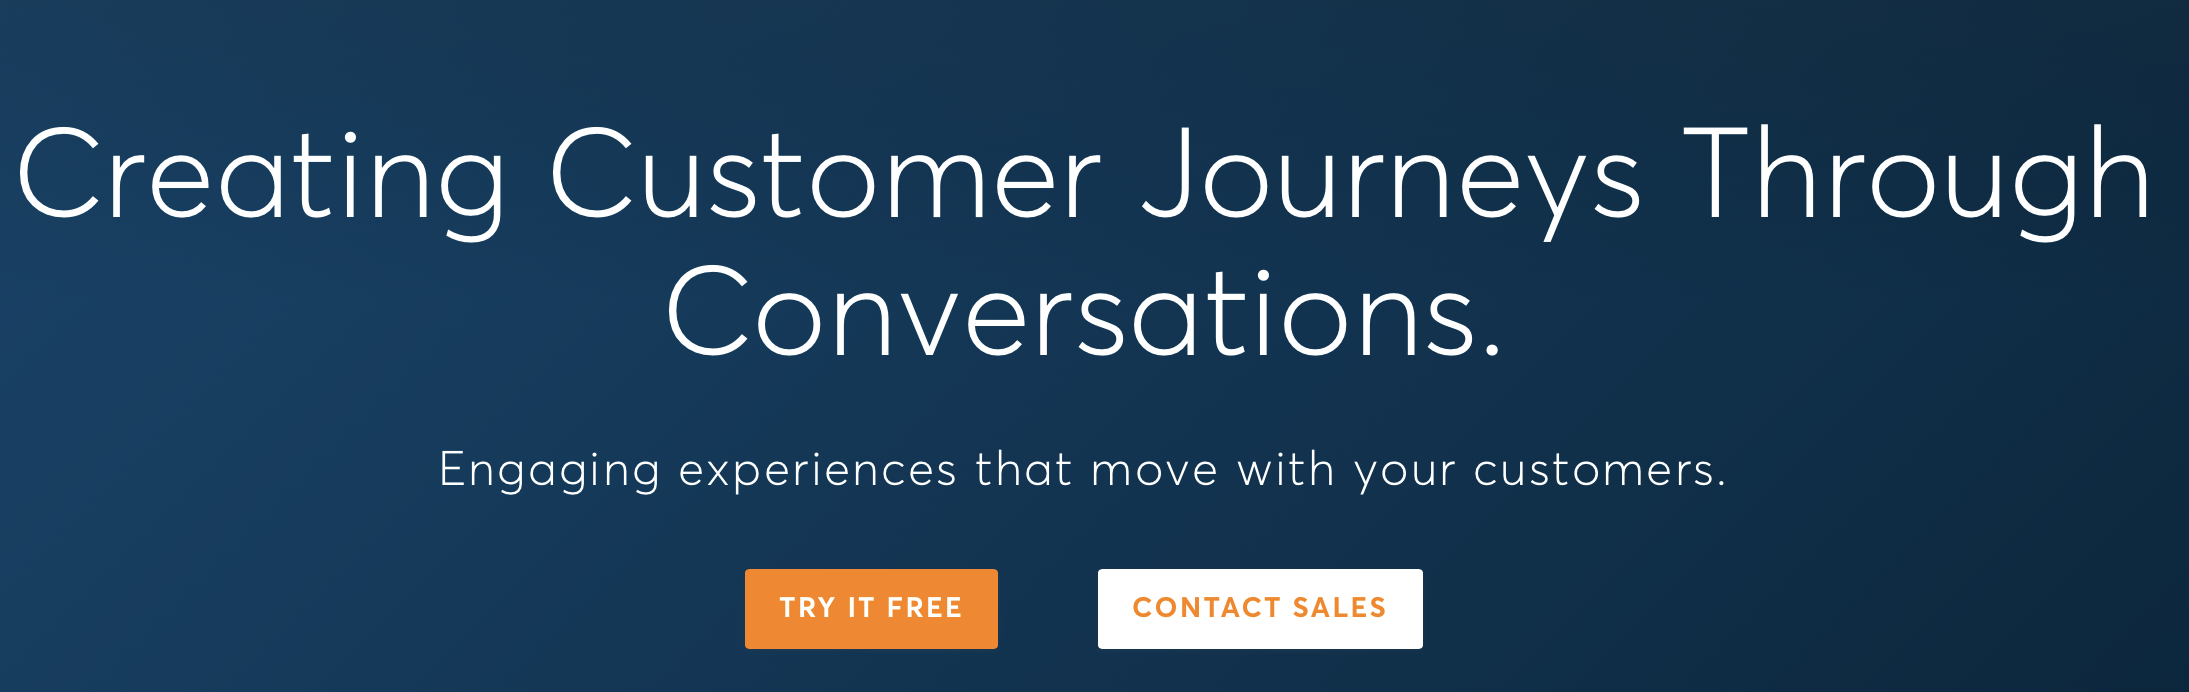 Creating Customer Journeys Through
Conversations.
Engaging experiences that move with your customers.
TRY IT FREE
CONTACT SALES